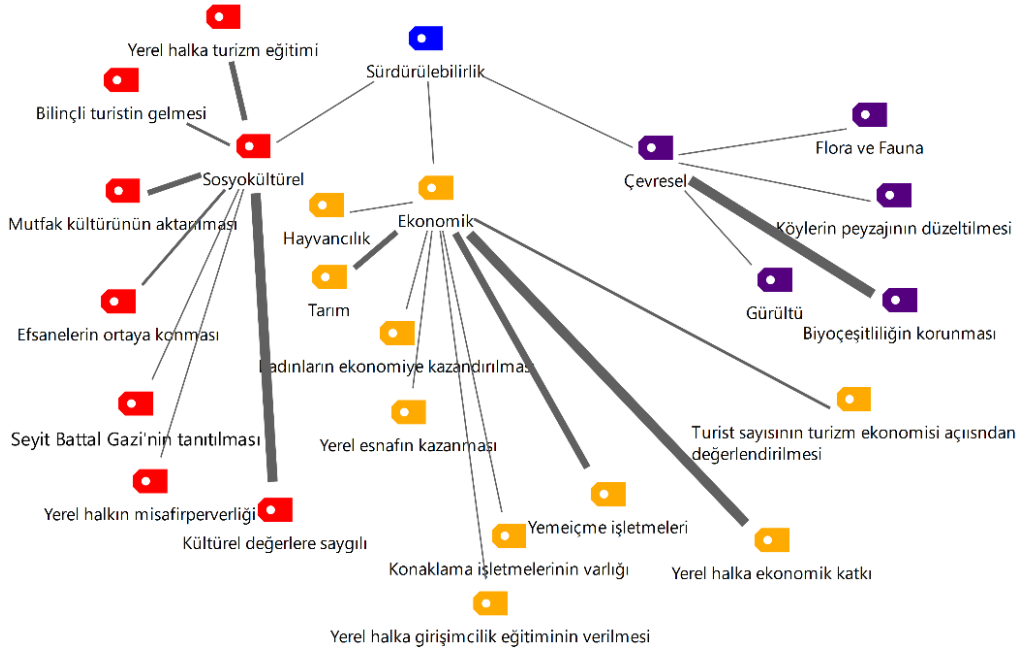 Yerel halka turizm eğitimi
Sürdürülebilirlik
Bilinçli turistin gelmesi
Flora ve Fauna
Sosyokültürel
Çevresel
Mutfak kültürünün aktarılması
Ekonomik
Hayvancılık
Köylerin peyzajının düzeltilmesi
Tarım
Gürültü
Efsanelerin ortaya konması
Biyoçeşitliliğin korunması
Kadınların ekonomiye kazandırılması
Seyit Battal Gazi'nin tanıtılması
Yerel esnafın kazanması
Turist sayısının turizm ekonomisi açıısndan
değerlendirilmesi
Yerel halkın misafirperverliği
Kültürel değerlere saygılı
Yemeiçme işletmeleri
Konaklama işletmelerinin varlığı
Yerel halka ekonomik katkı
Yerel halka girişimcilik eğitiminin verilmesi